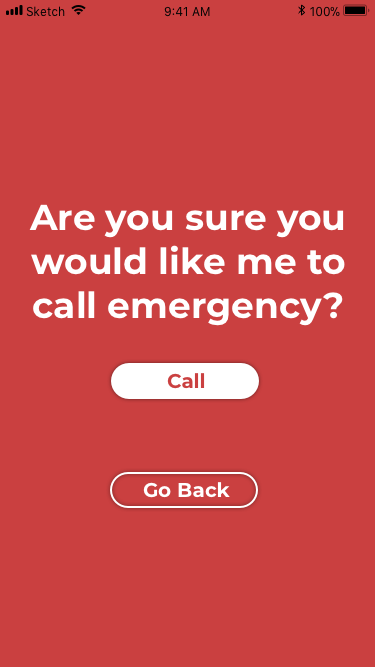 Sketch 9:41 AM 100%
Are you sure you
would like me to
call emergency?
Call
Go Back